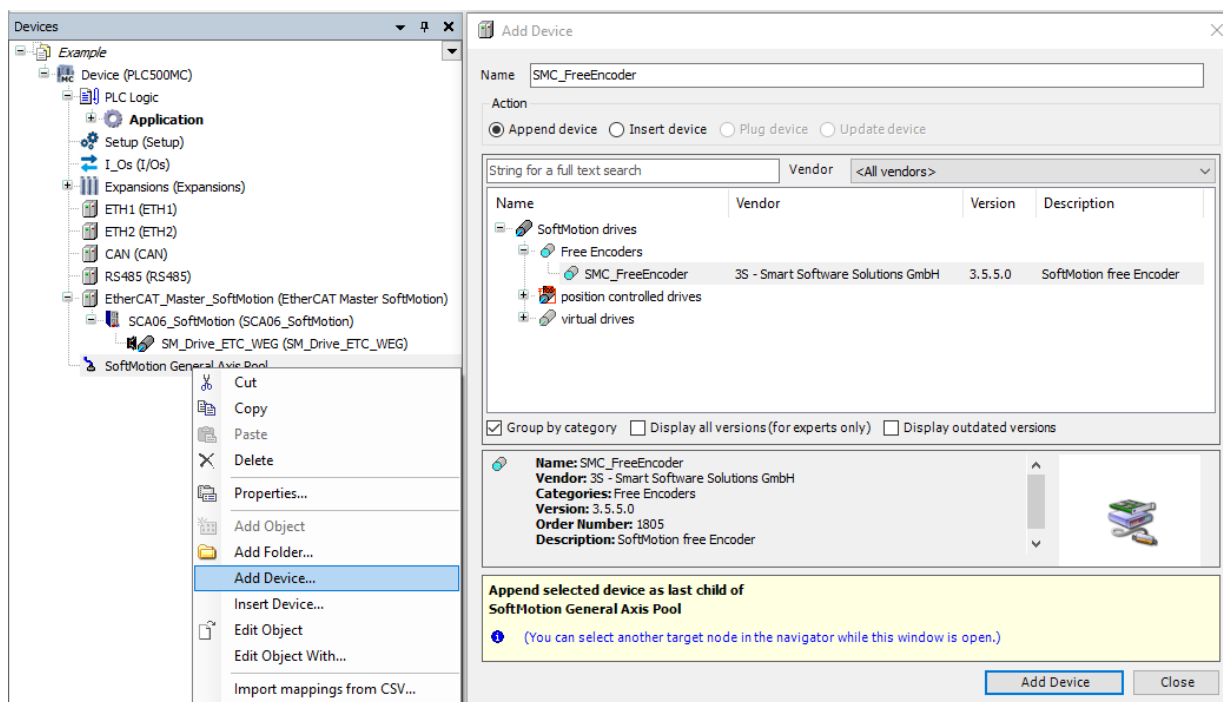 Devices
Example
Device (PLC500MC)
PLC Logic
Application
Setup (Setup)
I_Os (I/Os)
Expansions (Expansions)
ETH1 (ETH1)
ETH2 (ETH2)
CAN (CAN)
RS485 (RS485)
EtherCAT_Master_SoftMotion (EtherCAT Master SoftMotion)
SCA06_SoftMotion (SCA06_SoftMotion)
SM_Drive_ETC_WEG (SM_Drive_ETC_WEG)
SoftMotion General Axis Pool
Cut
Copy
Paste
Delete
Properties...
Add Object
Add Folder...
Add Device...
Insert Device...
Edit Object
Edit Object With...
Import mappings from CSV...
Add Device
Name SMC_FreeEncoder
Action
Append device Insert device Plug device Update device
String for a full text search Vendor <All vendors>
Name Vendor Version Description
SoftMotion drives
Free Encoders
SMC_FreeEncoder 3S - Smart Software Solutions GmbH 3.5.5.0 SoftMotion free Encoder
position controlled drives
virtual drives
Group by category Display all versions (for experts only) Display outdated versions
Name: SMC_FreeEncoder
Vendor: 3S - Smart Software Solutions GmbH
Categories: Free Encoders
Version: 3.5.5.0
Order Number: 1805
Description: SoftMotion free Encoder
Append selected device as last child of
SoftMotion General Axis Pool
(You can select another target node in the navigator while this window is open.)
Add Device Close